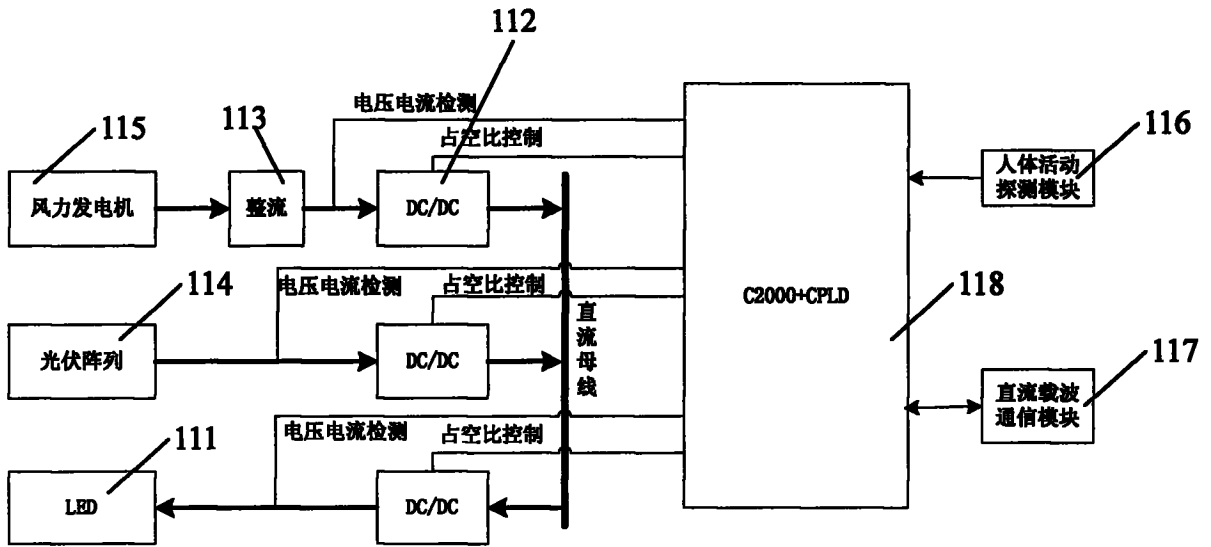 112
电压电流检测
115
113
占空比控制
116
风力发电机
整流
DC/DC
人体活动
探测模块
114
电压电流检测
占空比控制
C2000+CPLD
118
光伏阵列
DC/DC
直流母线
117
直流载波
通信模块
111
电压电流检测
占空比控制
LED
DC/DC